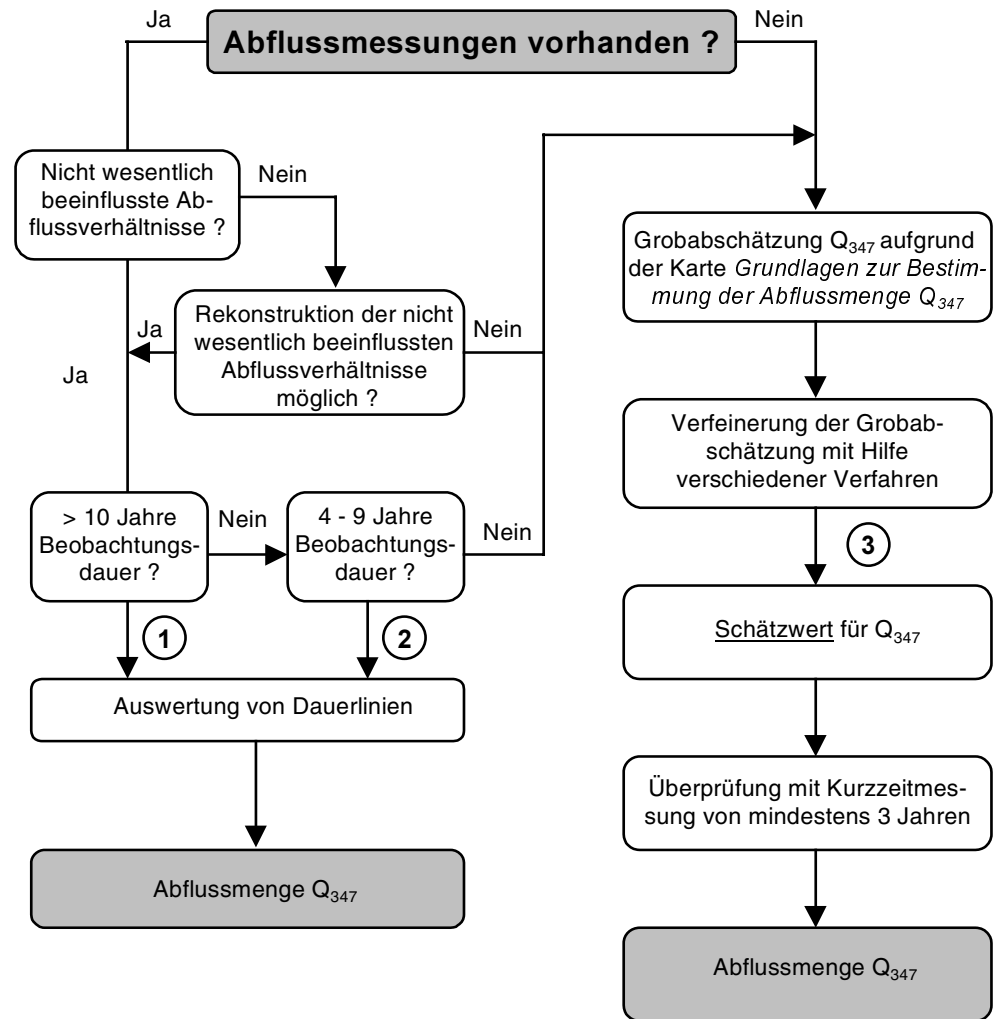 Ja
Abflussmessungen vorhanden ?
Nein
Nicht wesentlich
beeinflusste Ab-
flussverhältnisse ?
Nein
Rekonstruktion der nicht
wesentlich beeinflussten
Abflussverhältnisse
möglich ?
Ja
Nein
Ja
> 10 Jahre
Beobachtungs-
dauer ?
Nein
4 - 9 Jahre
Beobachtungs-
dauer ?
Nein
1
2
Auswertung von Dauerlinien
Abflussmenge Q347
Grobabschätzung Q347 aufgrund
der Karte Grundlagen zur Bestim-
mung der Abflussmenge Q347
Verfeinerung der Grobab-
schätzung mit Hilfe
verschiedener Verfahren
3
Schätzwert für Q347
Überprüfung mit Kurzzeitmes-
sung von mindestens 3 Jahren
Abflussmenge Q347